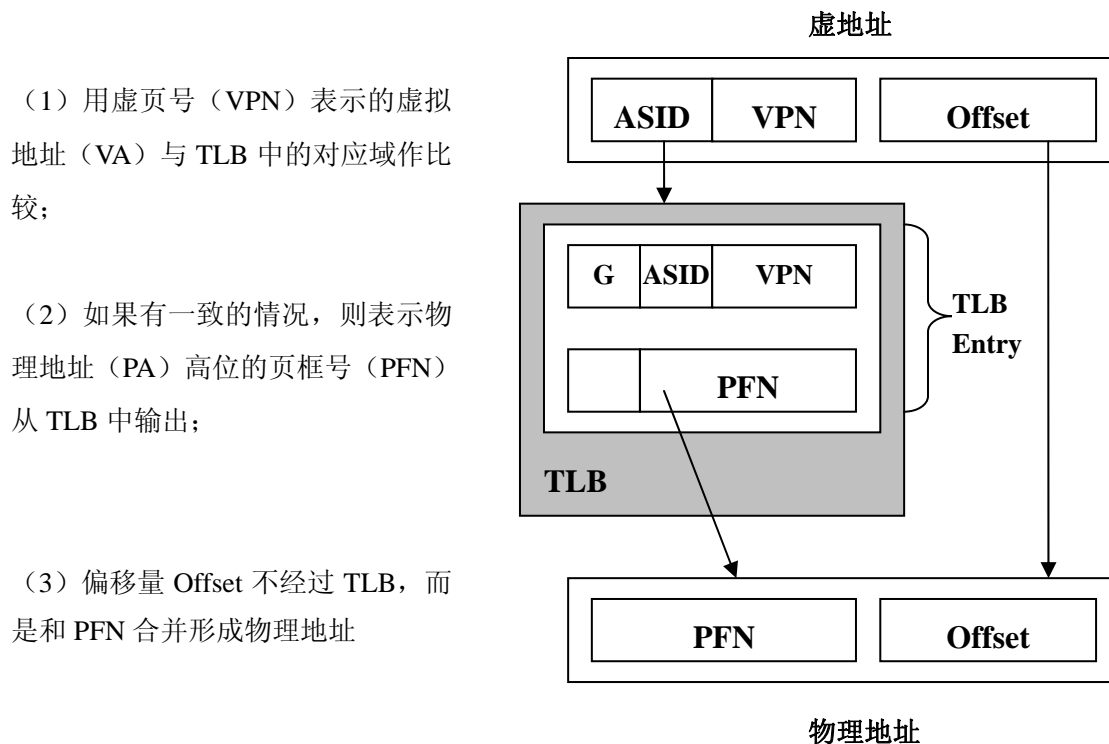 虚地址
（1）用虚页号（VPN）表示的虚拟
地址（VA）与 TLB 中的对应域作比
较；
ASID VPN Offset
G ASID VPN
TLB
Entry
（2）如果有一致的情况，则表示物
理地址（PA）高位的页框号（PFN）
从 TLB 中输出；
PFN
TLB
（3）偏移量 Offset 不经过 TLB，而
是和 PFN 合并形成物理地址
PFN Offset
物理地址